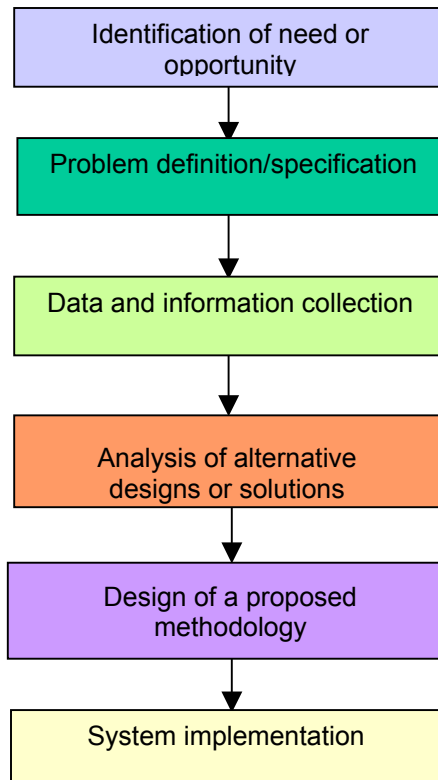 Identification of need or
opportunity
Problem definition/specification
Data and information collection
Analysis of alternative
designs or solutions
Design of a proposed
methodology
System implementation